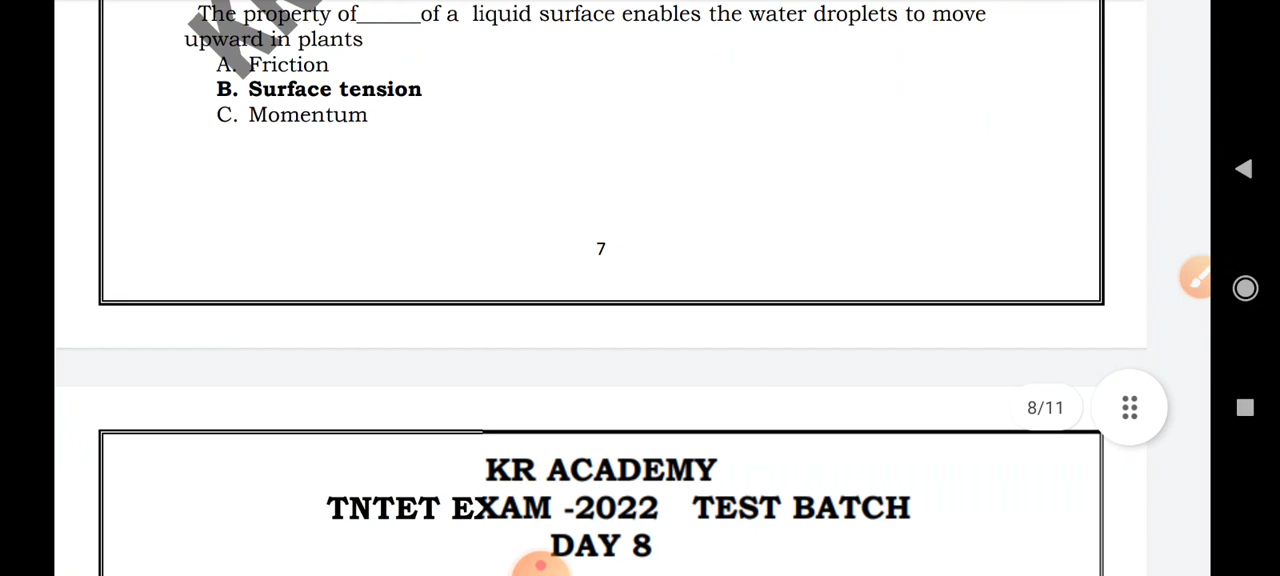 The property of______of a liquid surface enables the water droplets to move
upward in plants
A. Friction
B. Surface tension
C. Momentum
7
8/11
KR ACADEMY
TNTET EXAM -2022 TEST BATCH
DAY 8